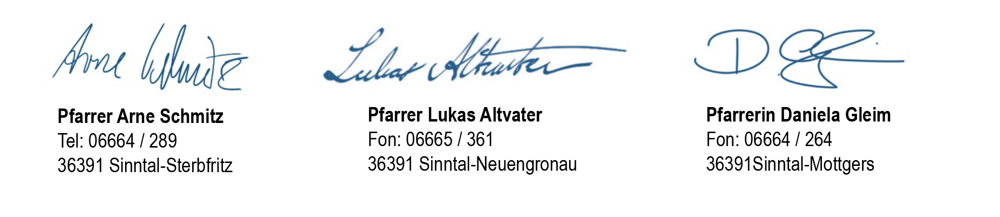 Arne Schmitz
Lukas Altvater
D Gleim
Pfarrer Arne Schmitz
Tel: 06664 / 289
36391 Sinntal-Sterbfritz
Pfarrer Lukas Altvater
Fon: 06665 / 361
36391 Sinntal-Neuengronau
Pfarrerin Daniela Gleim
Fon: 06664 / 264
36391Sinntal-Mottgers